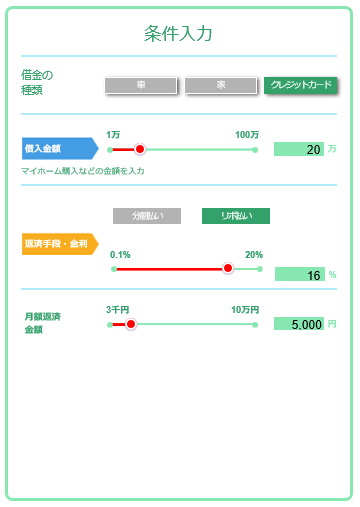 条件入力
借金の
種類
車
家
クレジットカード
1万
100万
借入金額
20 万
マイホーム購入などの金額を入力
分割払い
リボ払い
返済手段・金利
0.1%
20%
16 %
3千円
10万円
月額返済
金額
5,000 円